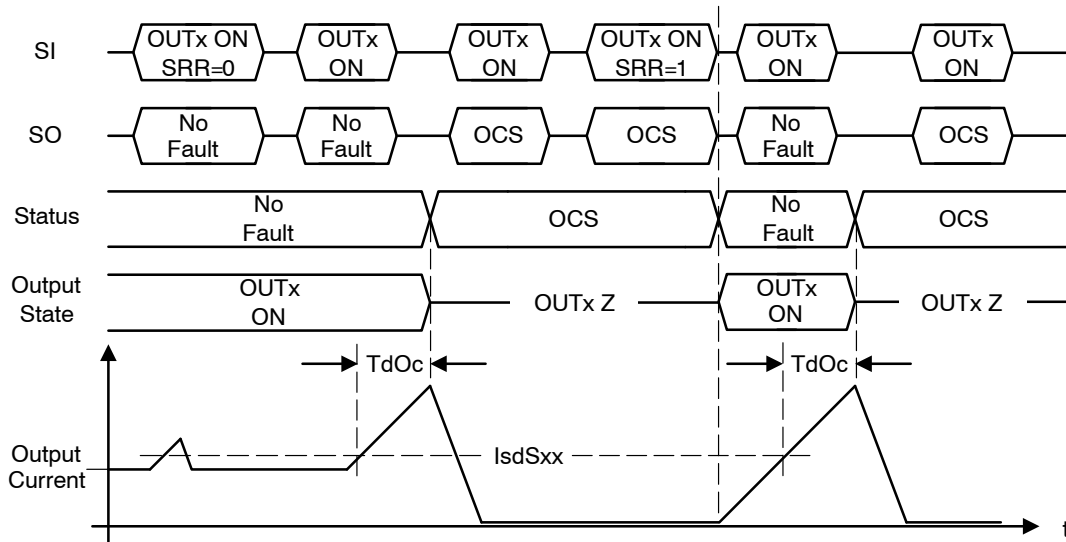 SI
OUTx ON
SRR=0
OUTx
ON
OUTx
ON
OUTx ON
SRR=1
OUTx
ON
OUTx
ON
SO
No
Fault
No
Fault
OCS
OCS
No
Fault
OCS
Status
No
Fault
OCS
No
Fault
OCS
Output
State
OUTx
ON
OUTx Z
OUTx
ON
OUTx Z
TdOc
TdOc
Output
Current
IsdSxx
t